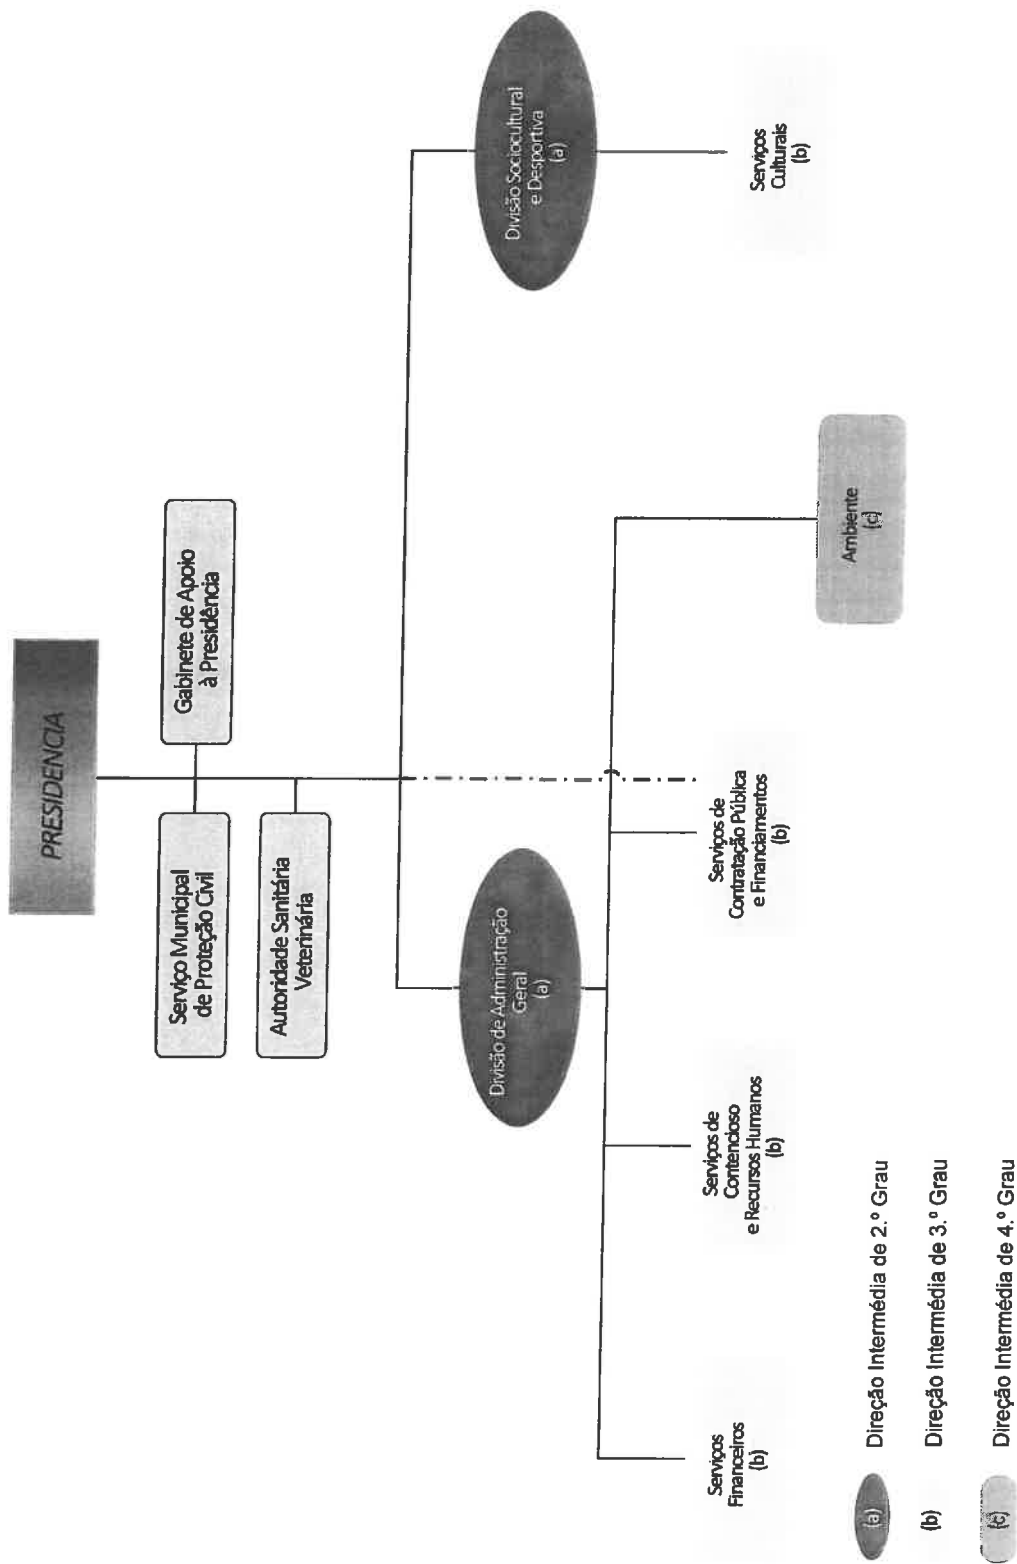 PRESIDENCIA
Gabinete de Apoio
à Presidência
Serviço Municipal
de Proteção Civil
Autoridade Sanitária
Veterinária
Divisão de Administração
Geral
(a)
Divisão Sociocultural
e Desportiva
(a)
Serviços
Financeiros
(b)
Serviços de
Contencioso
e Recursos Humanos
(b)
Serviços de
Contratação Pública
e Financiamentos
(b)
Ambiente
(c)
Serviços
Culturais
(b)
(a) Direção Intermédia de 2.º Grau
(b) Direção Intermédia de 3.º Grau
(c) Direção Intermédia de 4.º Grau